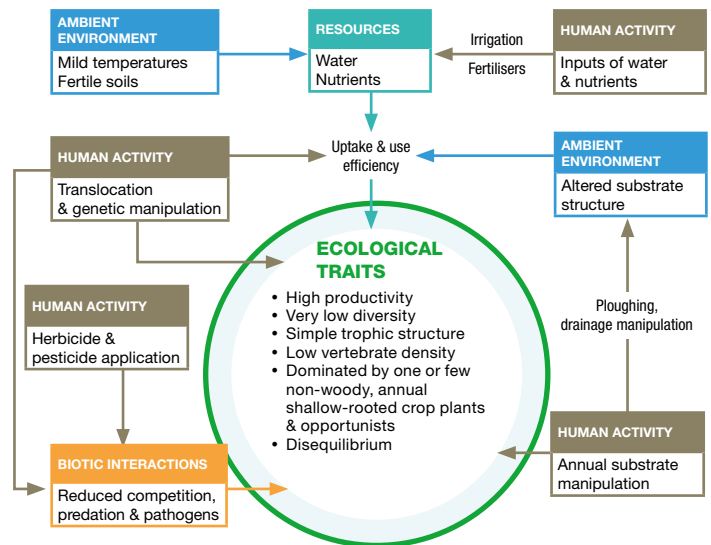 AMBIENT
ENVIRONMENT
Mild temperatures
Fertile soils
RESOURCES
Water
Nutrients
Irrigation
Fertilisers
HUMAN ACTIVITY
Inputs of water
& nutrients
HUMAN ACTIVITY
Translocation
& genetic manipulation
Uptake & use
efficiency
AMBIENT
ENVIRONMENT
Altered substrate
structure
ECOLOGICAL
TRAITS
• High productivity
• Very low diversity
• Simple trophic structure
• Low vertebrate density
• Dominated by one or few
non-woody, annual
shallow-rooted crop plants
& opportunists
• Disequilibrium
HUMAN ACTIVITY
Herbicide &
pesticide application
Ploughing,
drainage manipulation
BIOTIC INTERACTIONS
Reduced competition,
predation & pathogens
HUMAN ACTIVITY
Annual substrate
manipulation